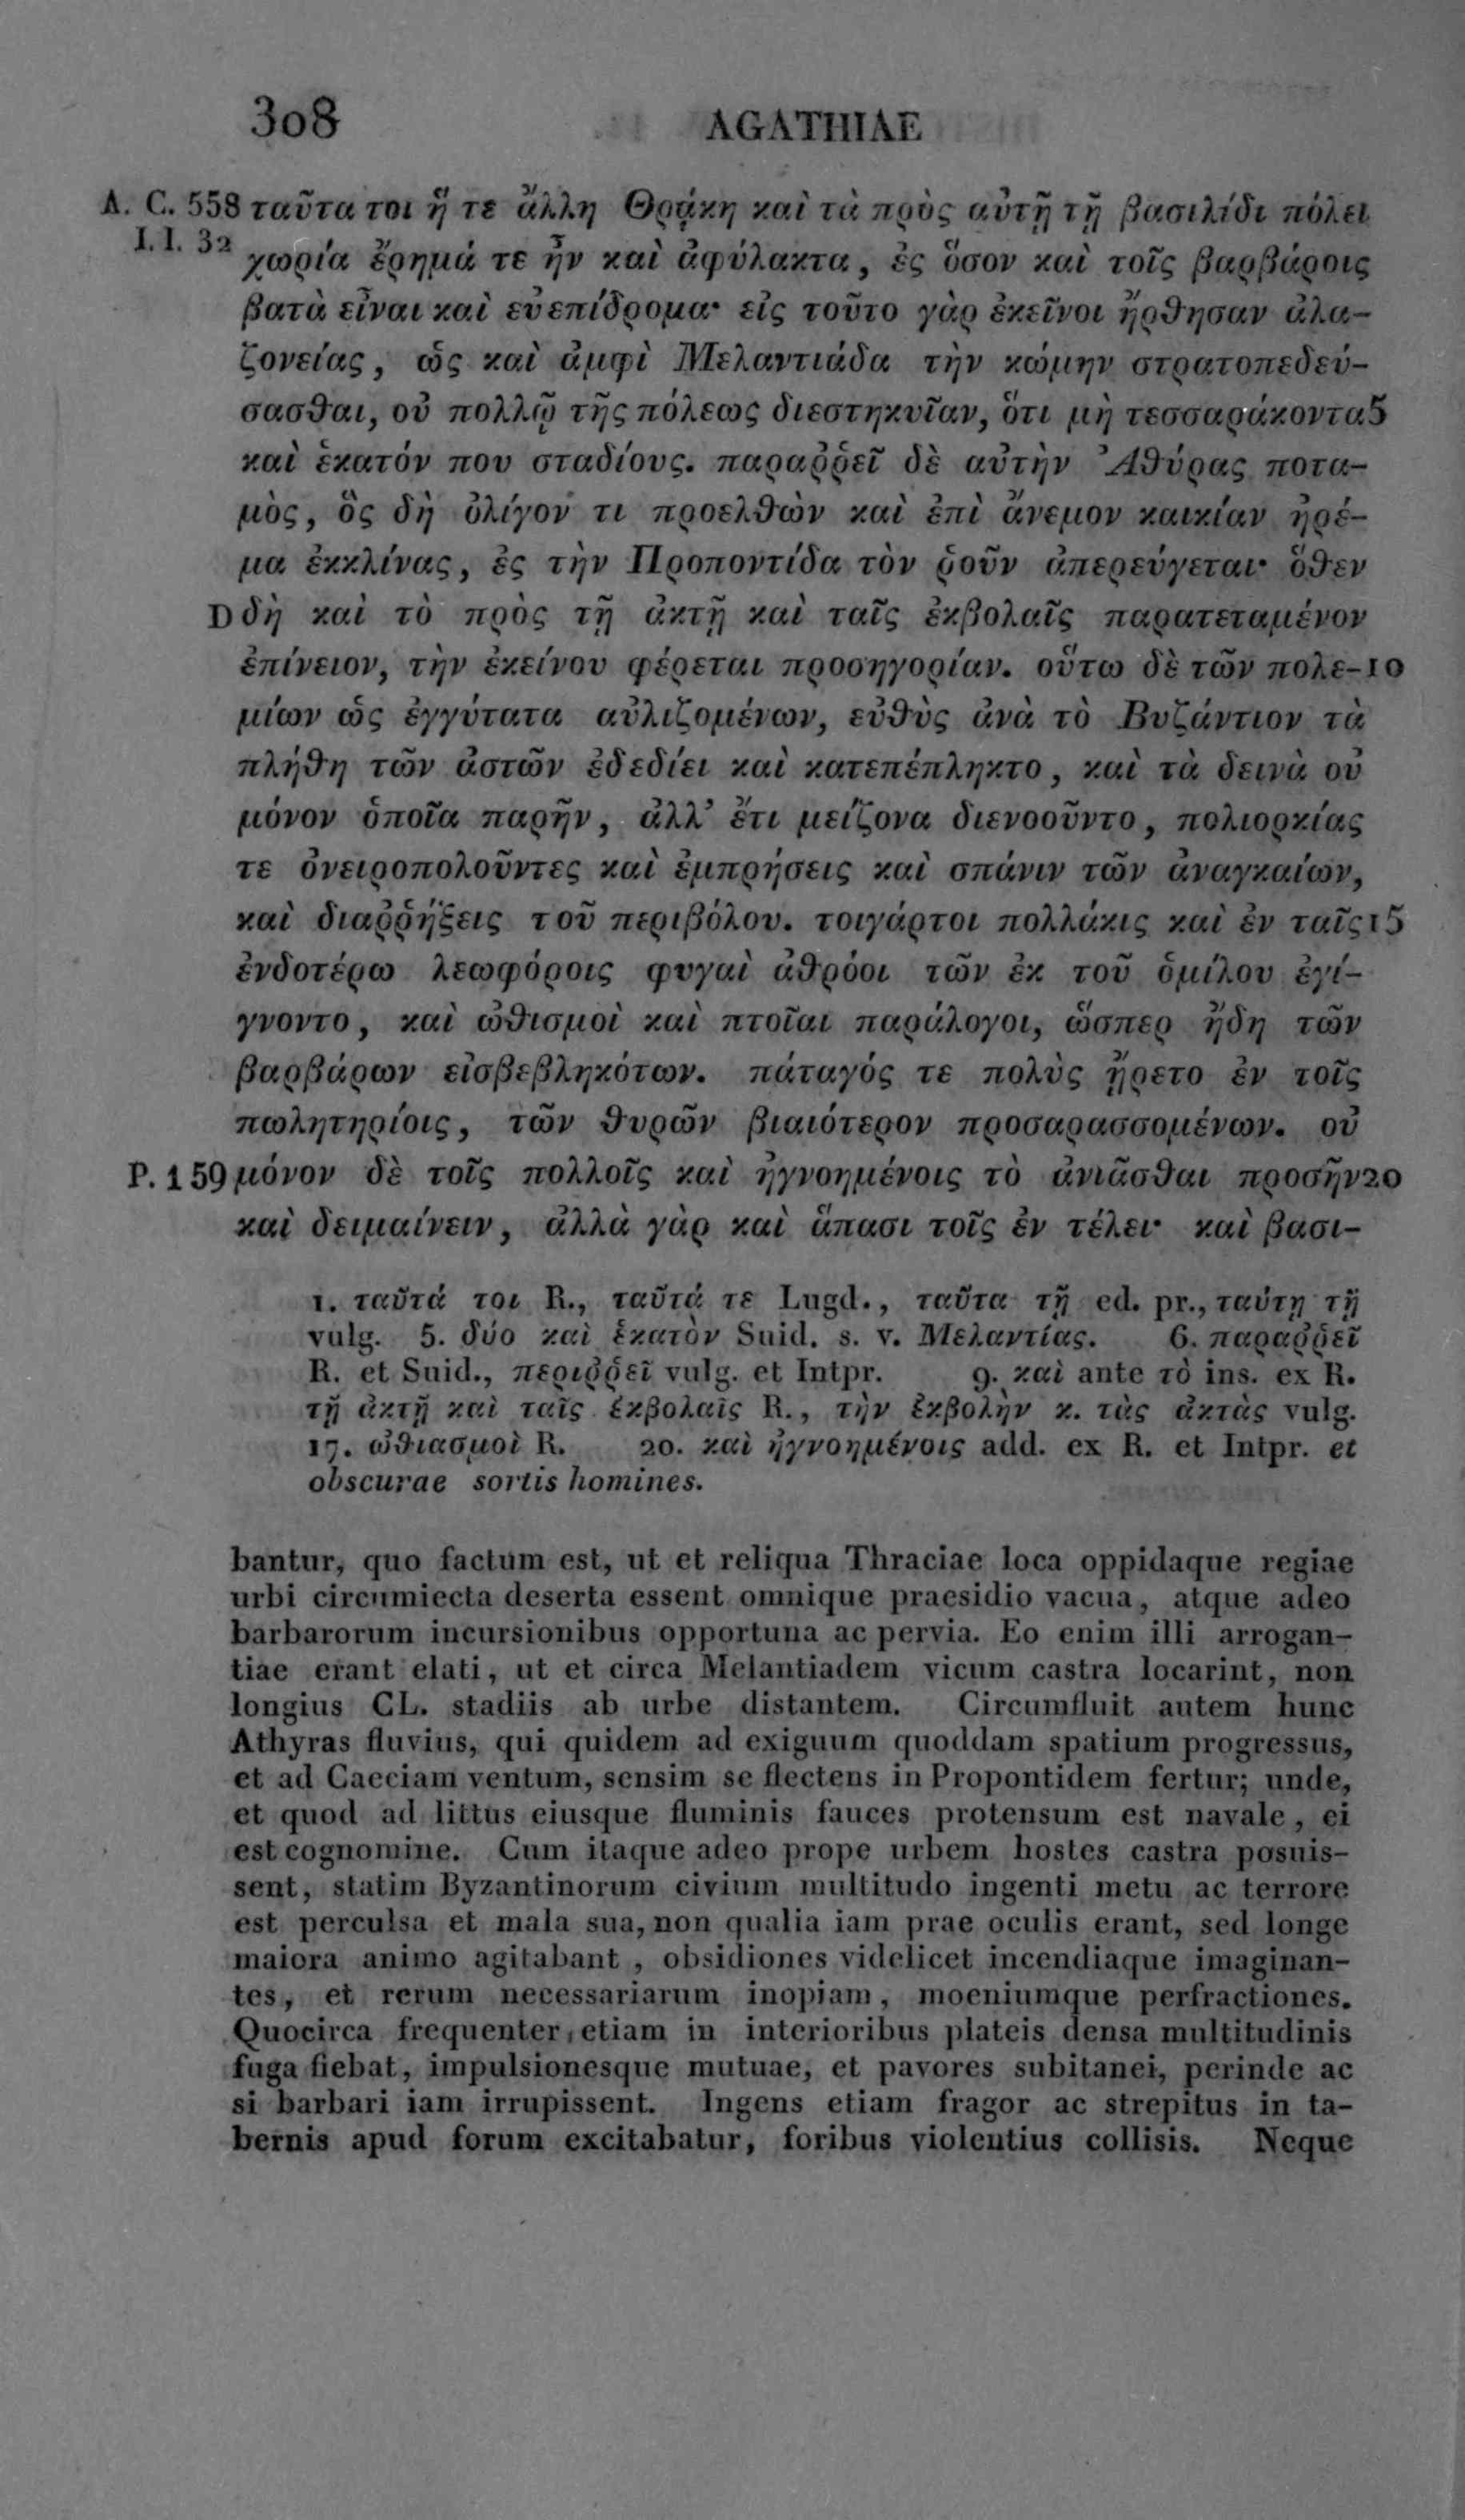 308 AGATHIAE
A. C. 558 ταῦτα τοι ἥ τε ἄλλη Θρᾴκη καὶ τὰ πρὸς αὐτῇ τῇ βασιλίδι πόλει
I. I. 32 χωρία ἔρημά τε ἦν καὶ ἀφύλακτα, ἐς ὅσον καὶ τοῖς βαρβάροις
βατὰ εἶναι καὶ εὐεπίδρομα· εἰς τοῦτο γὰρ ἐκεῖνοι ἤρθησαν ἀλα-
ζονείας, ὡς καὶ ἀμφὶ Μελαντιάδα τὴν κώμην στρατοπεδεύ-
σασθαι, οὐ πολλῷ τῆς πόλεως διεστηκυῖαν, ὅτι μὴ τεσσαράκοντα 5
καὶ ἑκατόν που σταδίους. παραῤῥεῖ δὲ αὐτὴν Ἀθύρας ποτα-
μὸς, ὃς δὴ ὀλίγον τι προελθὼν καὶ ἐπὶ ἄνεμον καικίαν ἠρέ-
μα ἐκκλίνας, ἐς τὴν Προποντίδα τὸν ῥοῦν ἀπερεύγεται· ὅθεν
D δὴ καὶ τὸ πρὸς τῇ ἀκτῇ καὶ ταῖς ἐκβολαῖς παρατεταμένον
ἐπίνειον, τὴν ἐκείνου φέρεται προσηγορίαν. οὕτω δὲ τῶν πολε- 10
μίων ὡς ἐγγύτατα αὐλιζομένων, εὐθὺς ἀνὰ τὸ Βυζάντιον τὰ
πλήθη τῶν ἀστῶν ἐδεδίει καὶ κατεπέπληκτο, καὶ τὰ δεινὰ οὐ
μόνον ὁποῖα παρῆν, ἀλλ’ ἔτι μείζονα διενοοῦντο, πολιορκίας
τε ὀνειροπολοῦντες καὶ ἐμπρήσεις καὶ σπάνιν τῶν ἀναγκαίων,
καὶ διαῤῥήξεις τοῦ περιβόλου. τοιγάρτοι πολλάκις καὶ ἐν ταῖς 15
ἐνδοτέρω λεωφόροις φυγαὶ ἀθρόοι τῶν ἐκ τοῦ ὁμίλου ἐγί-
γνοντο, καὶ ὠθισμοὶ καὶ πτοῖαι παράλογοι, ὥσπερ ἤδη τῶν
βαρβάρων εἰσβεβληκότων. πάταγός τε πολὺς ᾔρετο ἐν τοῖς
πωλητηρίοις, τῶν θυρῶν βιαιότερον προσαρασσομένων. οὐ
P. 159 μόνον δὲ τοῖς πολλοῖς καὶ ἠγνοημένοις τὸ ἀνιᾶσθαι προσῆν 20
καὶ δειμαίνειν, ἀλλὰ γὰρ καὶ ἅπασι τοῖς ἐν τέλει· καὶ βασι-
1. ταῦτά τοι R., ταῦτά τε Lugd., ταῦτα τῇ ed. pr., ταύτῃ τῇ
vulg. 5. δύο καὶ ἑκατὸν Suid. s. v. Μελαντίας. 6. παραῤῥεῖ
R. et Suid., περιῤῥεῖ vulg. et Intpr. 9. καὶ ante τὸ ins. ex R.
τῇ ἀκτῇ καὶ ταῖς ἐκβολαῖς R., τὴν ἐκβολὴν κ. τὰς ἀκτὰς vulg.
17. ὠθιασμοὶ R. 20. καὶ ἠγνοημένοις add. ex R. et Intpr. et
obscurae sortis homines.
bantur, quo factum est, ut et reliqua Thraciae loca oppidaque regiae
urbi circumiecta deserta essent omnique praesidio vacua, atque adeo
barbarorum incursionibus opportuna ac pervia. Eo enim illi arrogan-
tiae erant elati, ut et circa Melantiadem vicum castra locarint, non
longius CL. stadiis ab urbe distantem. Circumfluit autem hunc
Athyras fluvius, qui quidem ad exiguum quoddam spatium progressus,
et ad Caeciam ventum, sensim se flectens in Propontidem fertur; unde,
et quod ad littus eiusque fluminis fauces protensum est navale, ei
est cognomine. Cum itaque adeo prope urbem hostes castra posuis-
sent, statim Byzantinorum civium multitudo ingenti metu ac terrore
est perculsa et mala sua, non qualia iam prae oculis erant, sed longe
maiora animo agitabant, obsidiones videlicet incendiaque imaginan-
tes, et rerum necessariarum inopiam, moeniumque perfractiones.
Quocirca frequenter etiam in interioribus plateis densa multitudinis
fuga fiebat, impulsionesque mutuae, et pavores subitanei, perinde ac
si barbari iam irrupissent. Ingens etiam fragor ac strepitus in ta-
bernis apud forum excitabatur, foribus violentius collisis. Neque